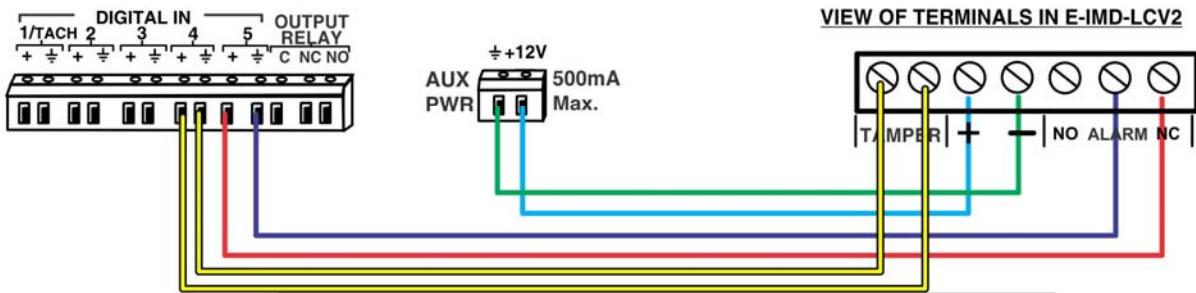 DIGITAL IN
OUTPUT
RELAY
1/TACH 2 3 4 5
+ ⏚ + ⏚ + ⏚ + ⏚ + ⏚ C NC NO
⏚ +12V
AUX
PWR
500mA
Max.
VIEW OF TERMINALS IN E-IMD-LCV2
TAMPER + − NO ALARM NC